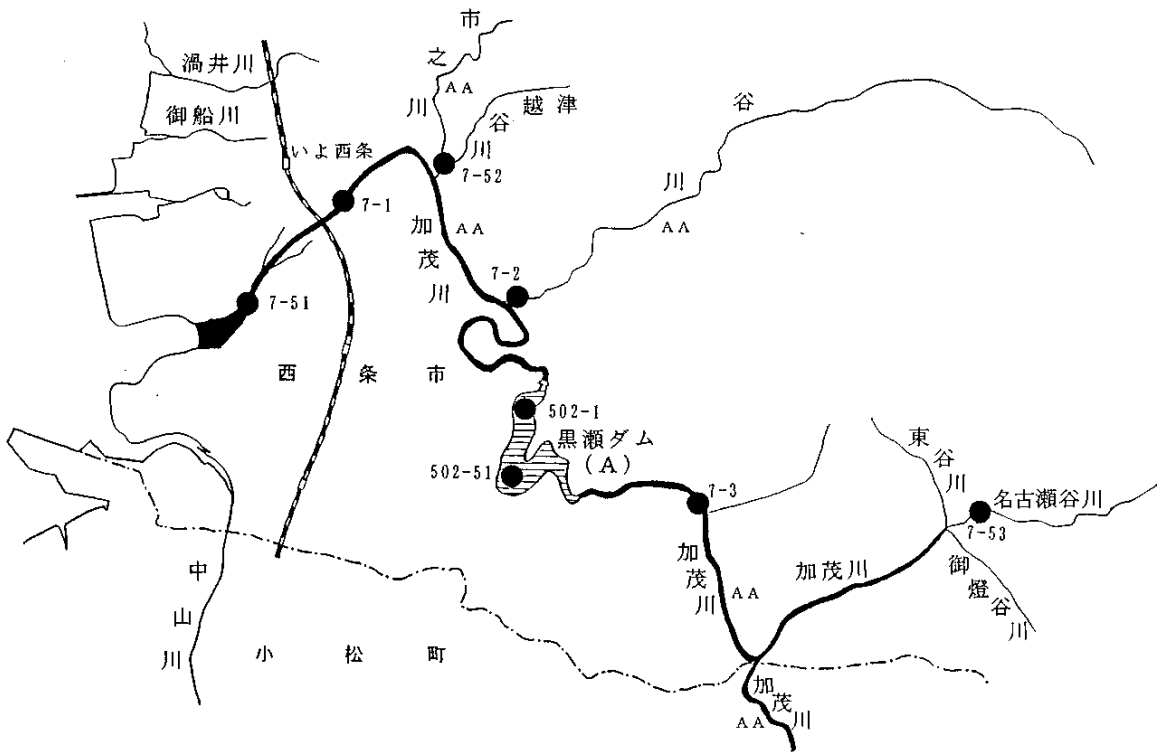 渦井川
御船川
いよ西条
市之川
AA
越津谷川
7-52
7-1
加茂川
AA
谷川
AA
7-2
7-51
西条市
502-1
黒瀬ダム
(A)
502-51
7-3
東谷川
名古瀬谷川
7-53
加茂川
AA
加茂川
御燈谷川
中山川
小松町
加茂川
AA